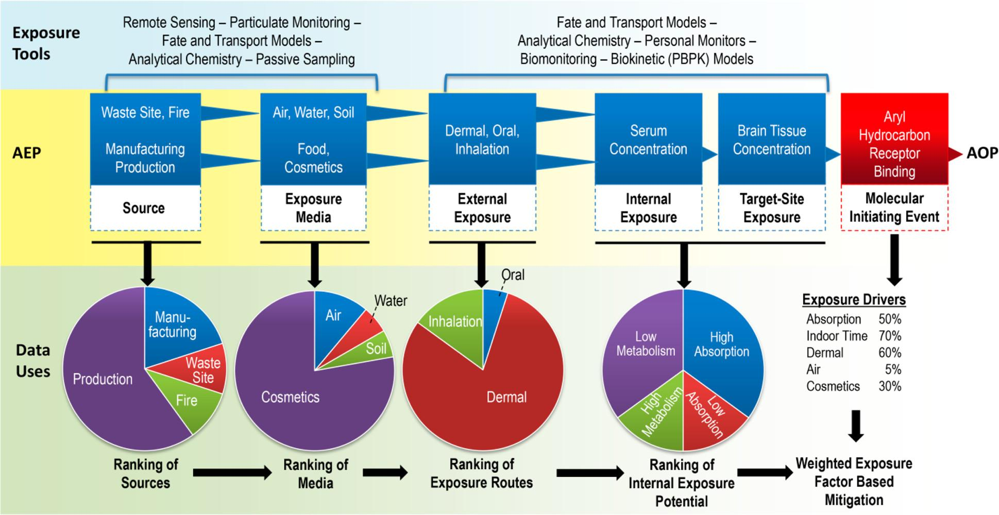 Exposure
Tools
Remote Sensing – Particulate Monitoring –
Fate and Transport Models –
Analytical Chemistry – Passive Sampling
Fate and Transport Models –
Analytical Chemistry – Personal Monitors –
Biomonitoring – Biokinetic (PBPK) Models
AEP
Waste Site, Fire
Manufacturing
Production
Source
Air, Water, Soil
Food,
Cosmetics
Exposure
Media
Dermal, Oral,
Inhalation
External
Exposure
Serum
Concentration
Internal
Exposure
Brain Tissue
Concentration
Target-Site
Exposure
Aryl
Hydrocarbon
Receptor
Binding
Molecular
Initiating Event
AOP
Data
Uses
Manu-
facturing
Waste
Site
Fire
Production
Ranking of
Sources
Air
Water
Soil
Cosmetics
Ranking of
Media
Oral
Inhalation
Dermal
Ranking of
Exposure Routes
Low
Metabolism
High
Absorption
High
Metabolism
Low
Absorption
Ranking of
Internal Exposure
Potential
Exposure Drivers
Absorption 50%
Indoor Time 70%
Dermal 60%
Air 5%
Cosmetics 30%
Weighted Exposure
Factor Based
Mitigation